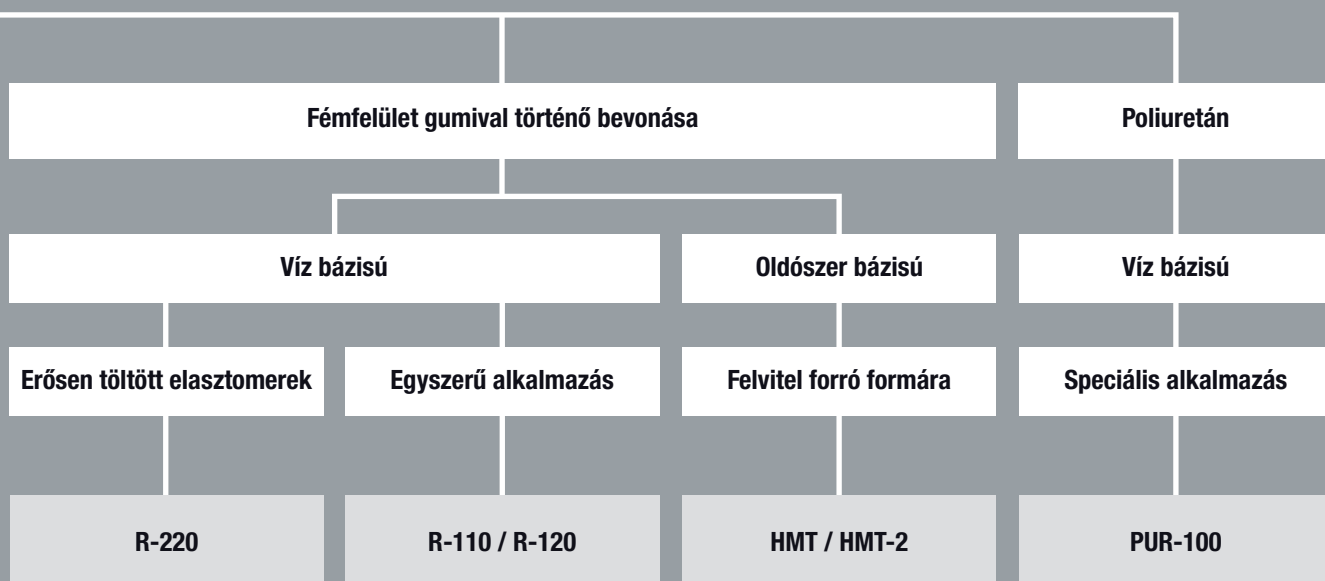 Fémfelület gumival történő bevonása
Poliuretán
Víz bázisú
Oldószer bázisú
Víz bázisú
Erősen töltött elasztomerek
Egyszerű alkalmazás
Felvitel forró formára
Speciális alkalmazás
R-220
R-110 / R-120
HMT / HMT-2
PUR-100